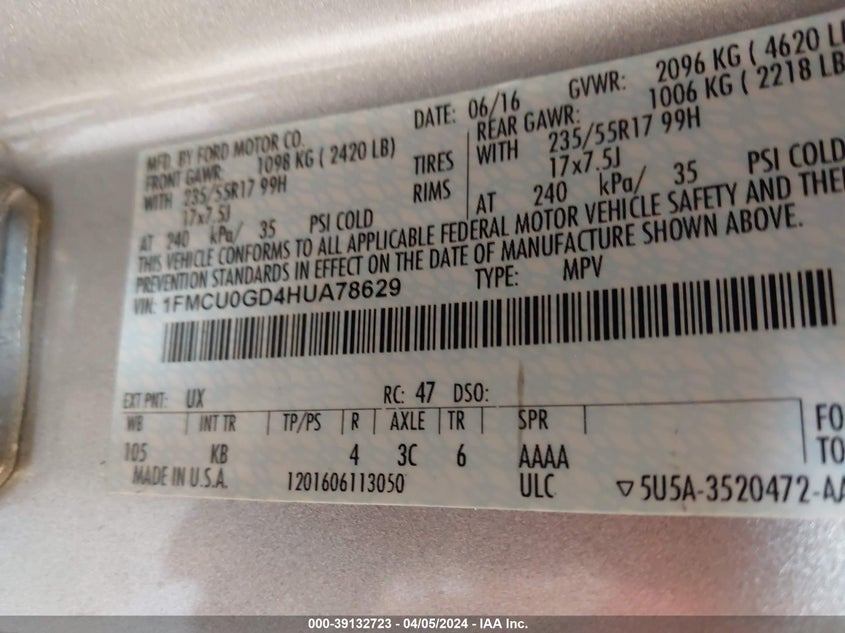 MFD. BY FORD MOTOR CO.
DATE: 06/16 GVWR: 2096 KG ( 4620 LB
FRONT GAWR: 1098 KG ( 2420 LB) REAR GAWR: 1006 KG ( 2218 LB
WITH 235/55R17 99H TIRES WITH 235/55R17 99H
17x7.5J RIMS 17x7.5J
AT 240 kPa/ 35 PSI COLD AT 240 kPa/ 35 PSI COLD
THIS VEHICLE CONFORMS TO ALL APPLICABLE FEDERAL MOTOR VEHICLE SAFETY AND THE
PREVENTION STANDARDS IN EFFECT ON THE DATE OF MANUFACTURE SHOWN ABOVE.
VIN: 1FMCU0GD4HUA78629 TYPE: MPV
EXT PNT: UX RC: 47 DSO:
WB INT TR TP/PS R AXLE TR SPR
105 KB 4 3C 6 AAAA
MADE IN U.S.A. 1201606113050 ULC ▽5U5A-3520472-AA
FO
TO
000-39132723 - 04/05/2024 - IAA Inc.